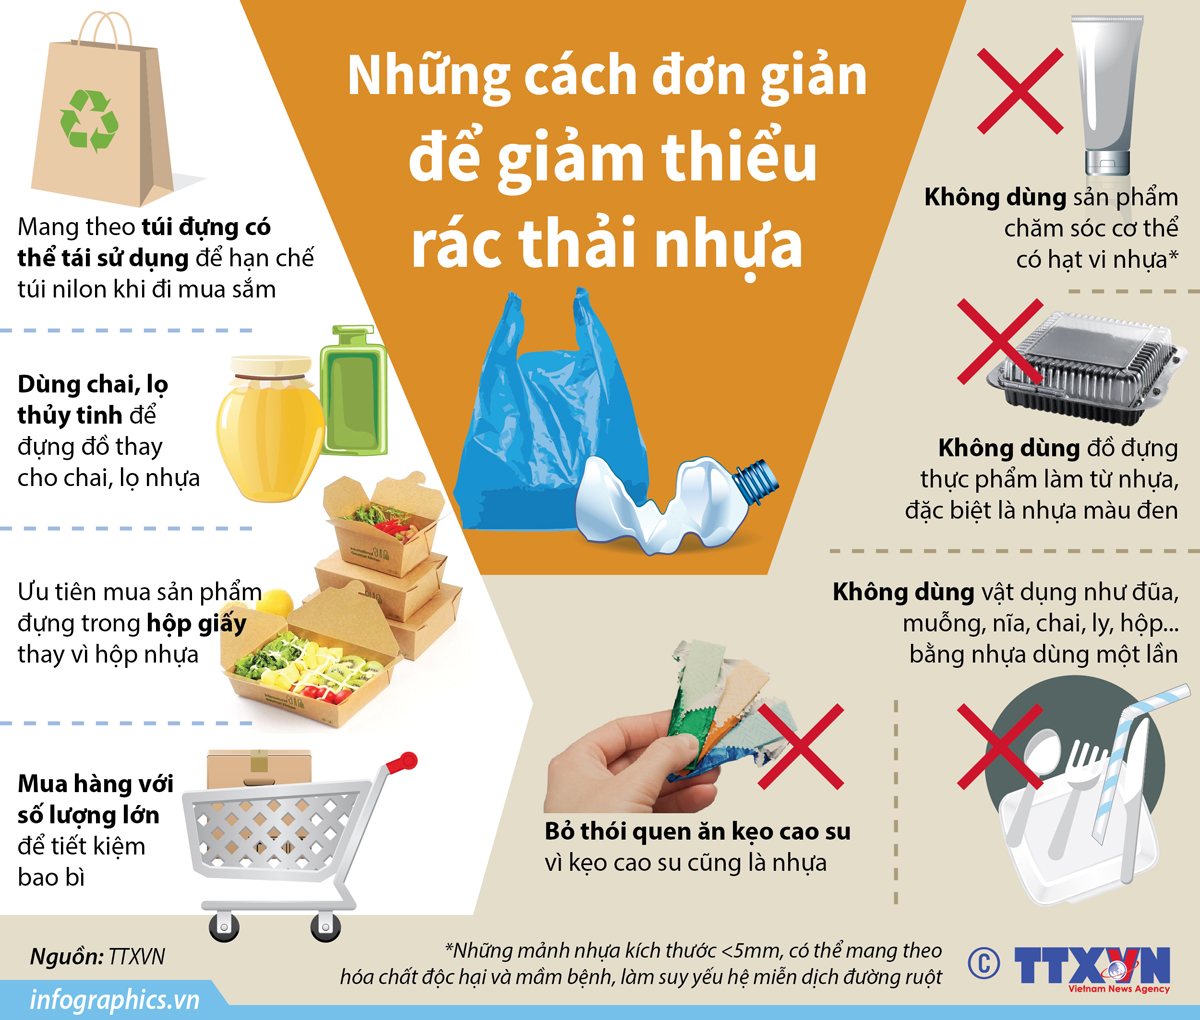 Những cách đơn giản
để giảm thiểu
rác thải nhựa
Mang theo túi đựng có
thể tái sử dụng để hạn chế
túi nilon khi đi mua sắm
Dùng chai, lọ
thủy tinh để
đựng đồ thay
cho chai, lọ nhựa
Ưu tiên mua sản phẩm
đựng trong hộp giấy
thay vì hộp nhựa
Mua hàng với
số lượng lớn
để tiết kiệm
bao bì
Không dùng sản phẩm
chăm sóc cơ thể
có hạt vi nhựa*
Không dùng đồ đựng
thực phẩm làm từ nhựa,
đặc biệt là nhựa màu đen
Không dùng vật dụng như đũa,
muỗng, nĩa, chai, ly, hộp...
bằng nhựa dùng một lần
Bỏ thói quen ăn kẹo cao su
vì kẹo cao su cũng là nhựa
Nguồn: TTXVN
*Những mảnh nhựa kích thước <5mm, có thể mang theo
hóa chất độc hại và mầm bệnh, làm suy yếu hệ miễn dịch đường ruột
© TTXVN
Vietnam News Agency
infographics.vn